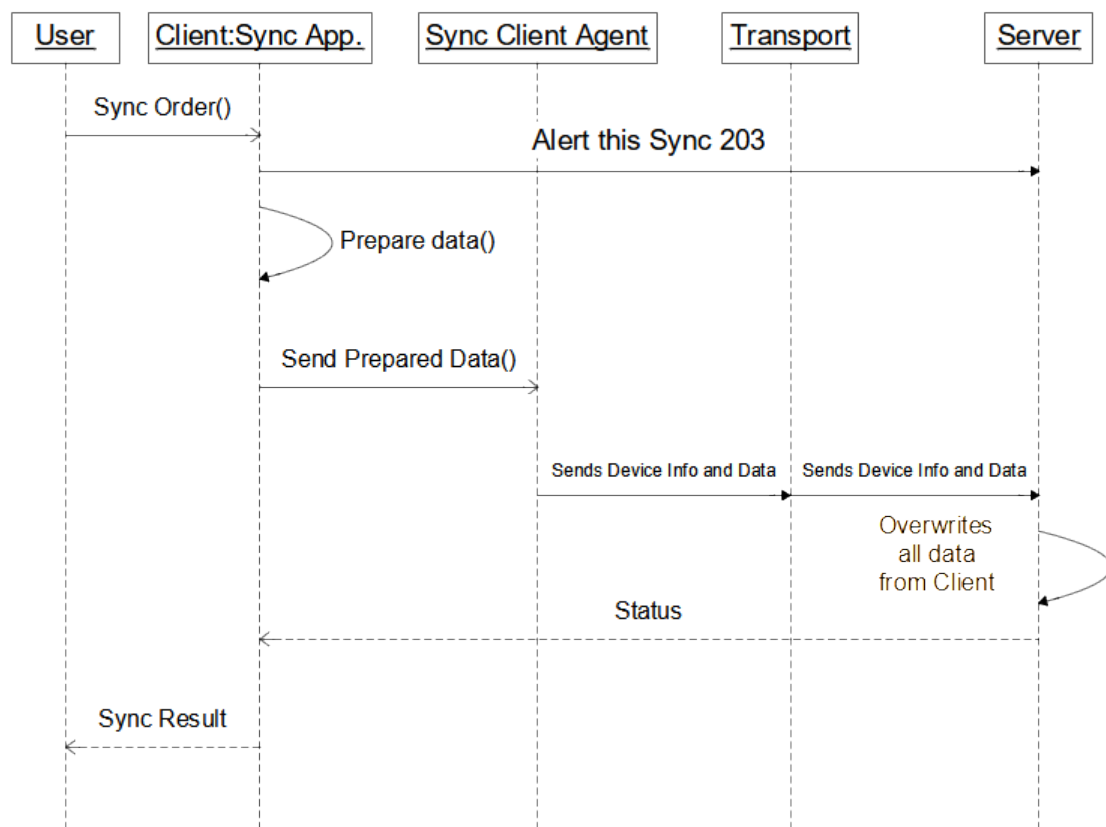 User
Client:Sync App.
Sync Client Agent
Transport
Server
Sync Order()
Alert this Sync 203
Prepare data()
Send Prepared Data()
Sends Device Info and Data
Sends Device Info and Data
Overwrites
all data
from Client
Status
Sync Result